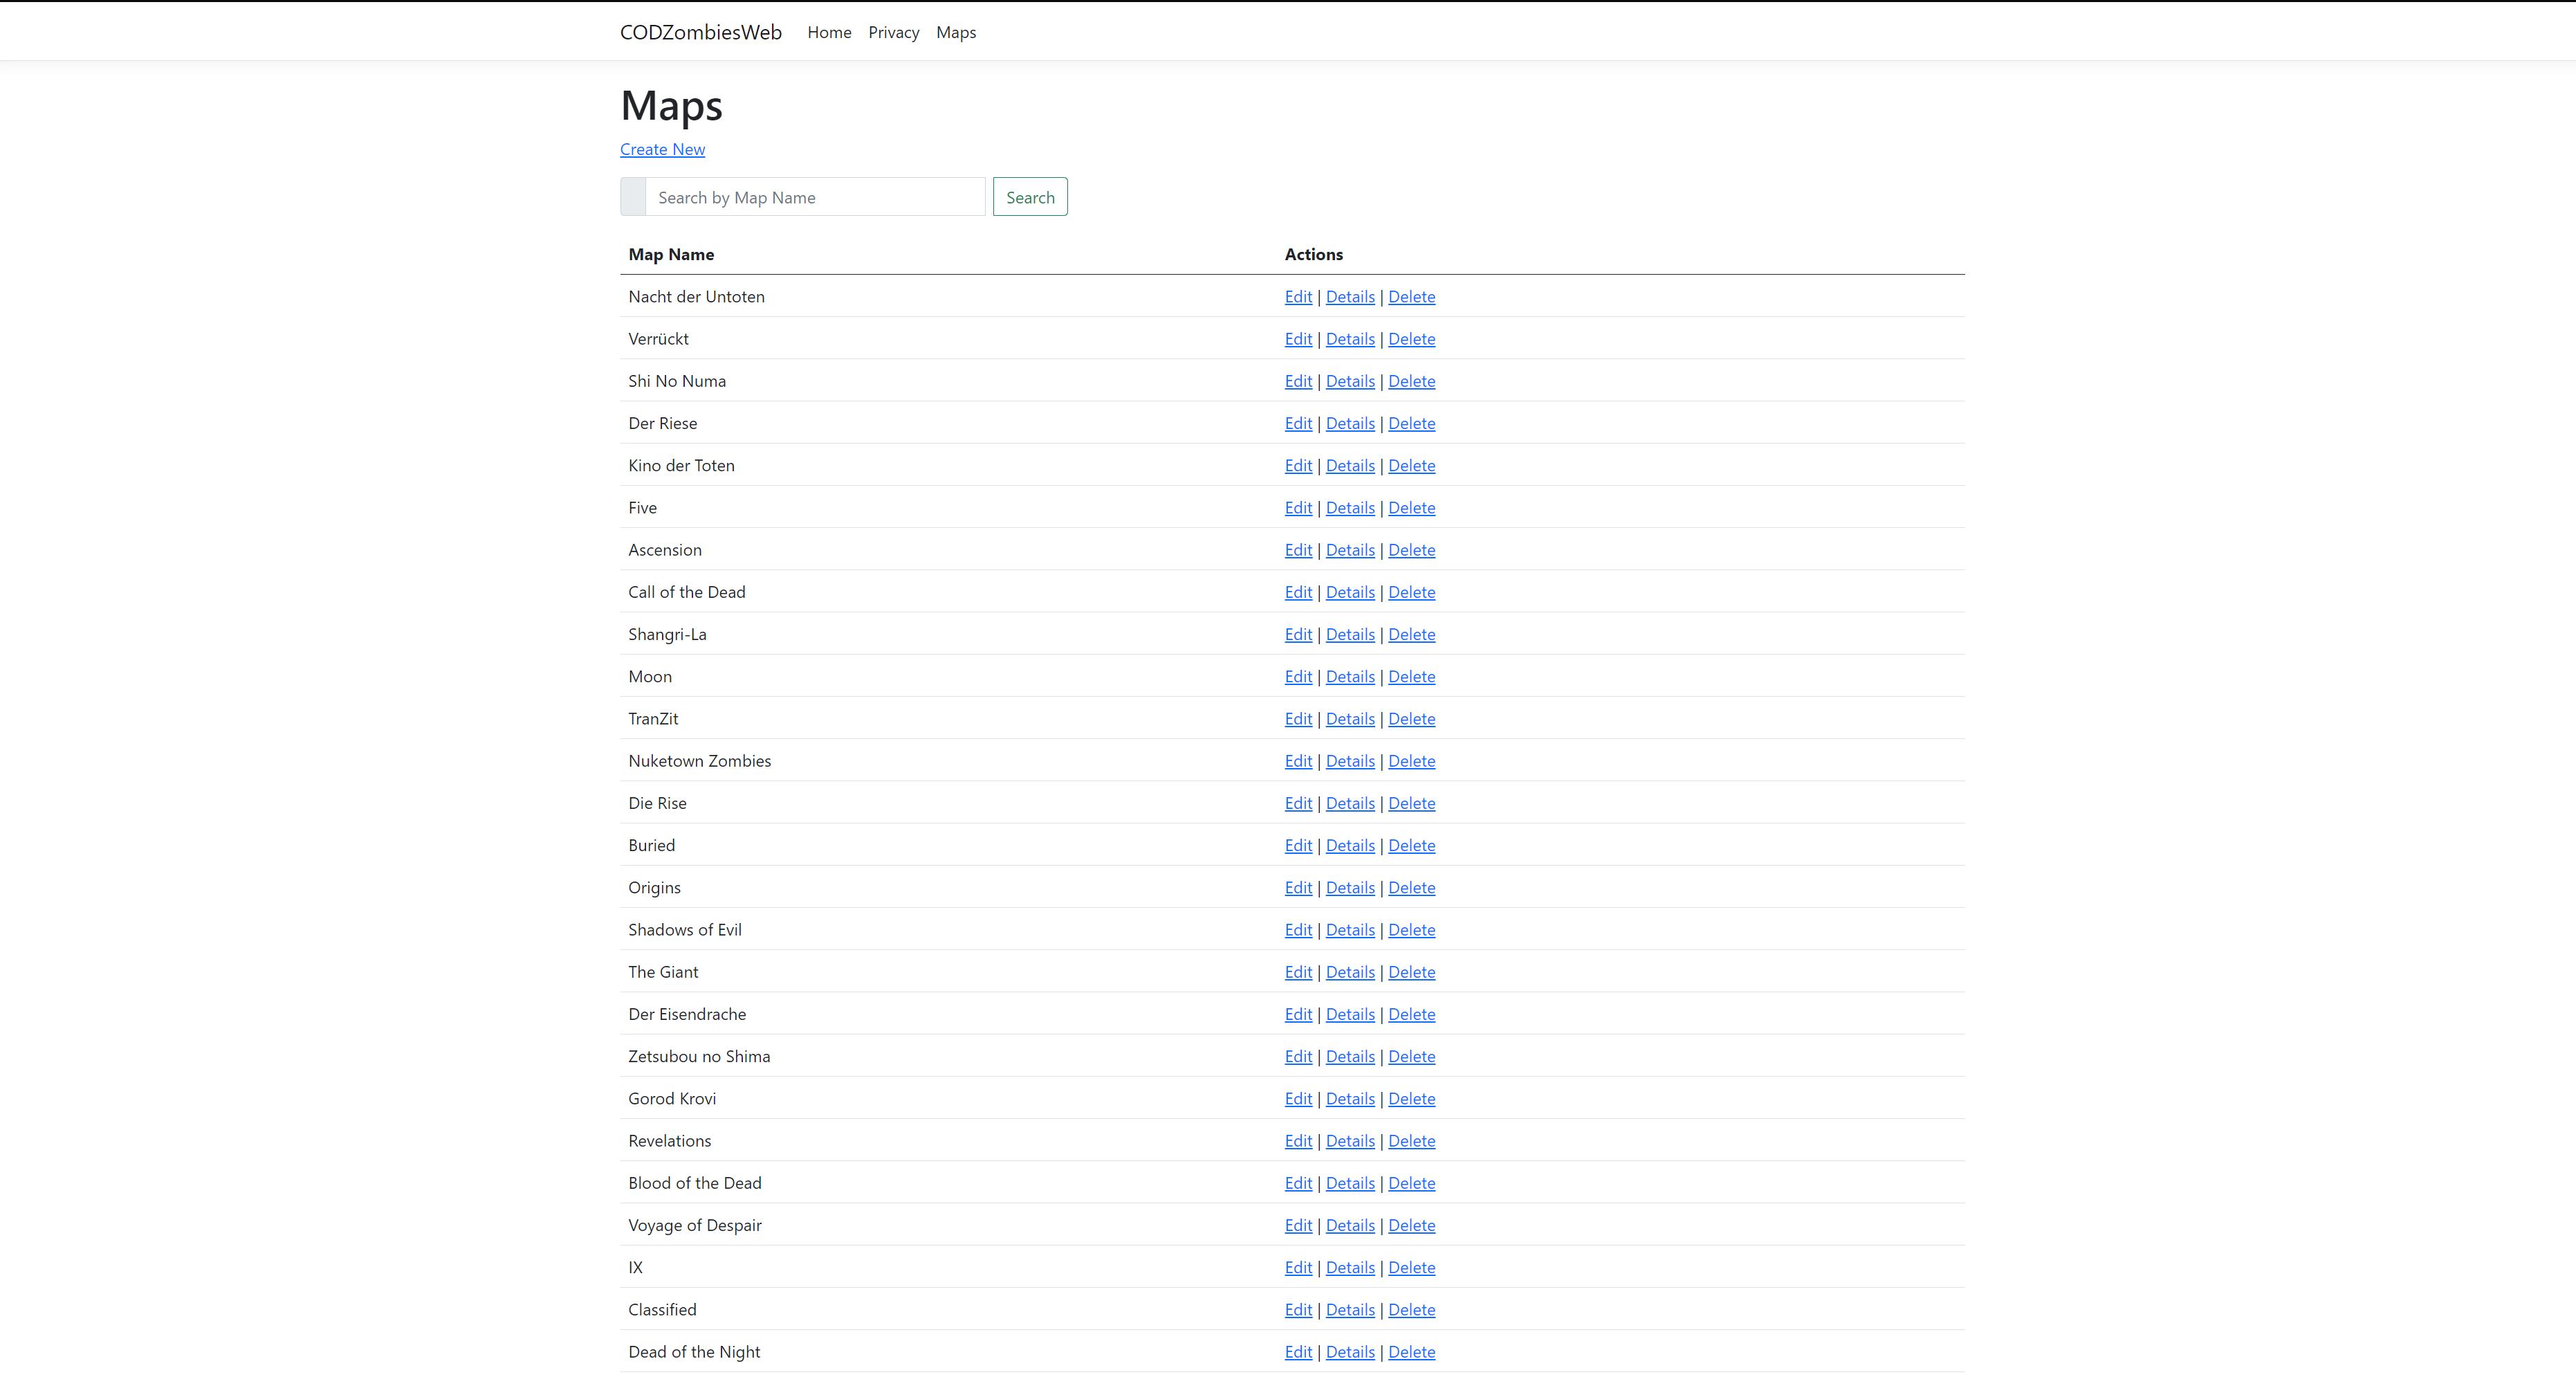 CODZombiesWeb Home Privacy Maps
Maps
Create New
Search by Map Name Search
Map Name Actions
Nacht der Untoten Edit | Details | Delete
Verrückt Edit | Details | Delete
Shi No Numa Edit | Details | Delete
Der Riese Edit | Details | Delete
Kino der Toten Edit | Details | Delete
Five Edit | Details | Delete
Ascension Edit | Details | Delete
Call of the Dead Edit | Details | Delete
Shangri-La Edit | Details | Delete
Moon Edit | Details | Delete
TranZit Edit | Details | Delete
Nuketown Zombies Edit | Details | Delete
Die Rise Edit | Details | Delete
Buried Edit | Details | Delete
Origins Edit | Details | Delete
Shadows of Evil Edit | Details | Delete
The Giant Edit | Details | Delete
Der Eisendrache Edit | Details | Delete
Zetsubou no Shima Edit | Details | Delete
Gorod Krovi Edit | Details | Delete
Revelations Edit | Details | Delete
Blood of the Dead Edit | Details | Delete
Voyage of Despair Edit | Details | Delete
IX Edit | Details | Delete
Classified Edit | Details | Delete
Dead of the Night Edit | Details | Delete